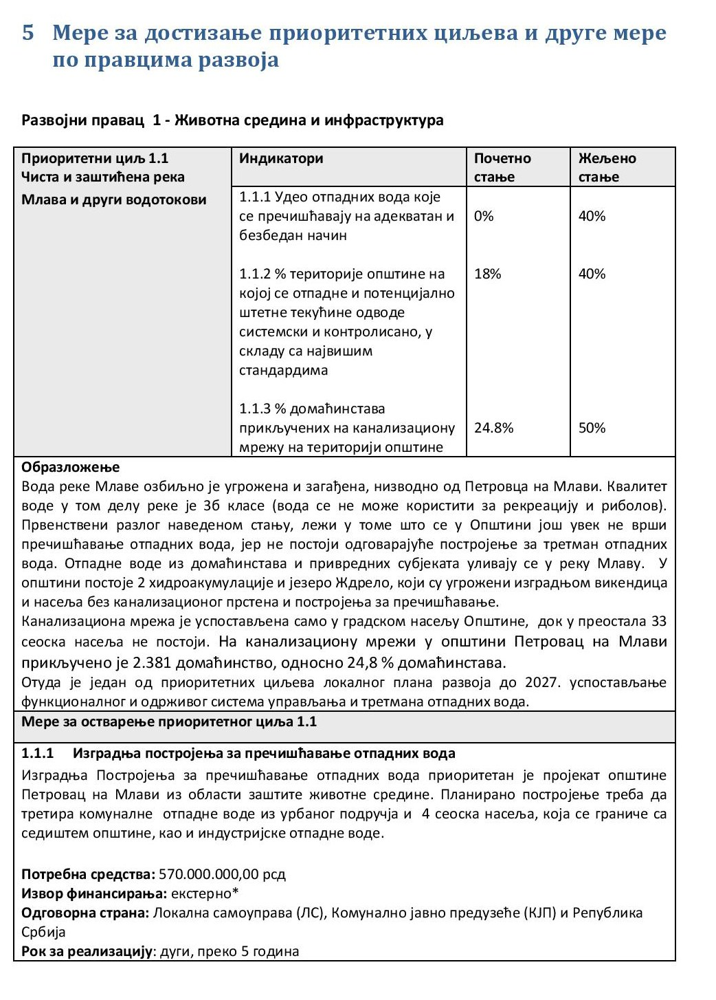 5 Мере за достизање приоритетних циљева и друге мере
по правцима развоја
Развојни правац 1 - Животна средина и инфраструктура
Приоритетни циљ 1.1
Чиста и заштићена река
Млава и други водотокови
Индикатори
Почетно
стање
Жељено
стање
1.1.1 Удео отпадних вода које
се пречишћавају на адекватан и
безбедан начин
0%
40%
1.1.2 % територије општине на
којој се отпадне и потенцијално
штетне текућине одводе
системски и контролисано, у
складу са највишим
стандардима
18%
40%
1.1.3 % домаћинстава
прикључених на канализациону
мрежу на територији општине
24.8%
50%
Образложење
Вода реке Млаве озбиљно је угрожена и загађена, низводно од Петровца на Млави. Квалитет
воде у том делу реке је 3б класе (вода се не може користити за рекреацију и риболов).
Првенствени разлог наведеном стању, лежи у томе што се у Општини још увек не врши
пречишћавање отпадних вода, јер не постоји одговарајуће постројење за третман отпадних
вода. Отпадне воде из домаћинстава и привредних субјеката уливају се у реку Млаву. У
општини постоје 2 хидроакумулације и језеро Ждрело, који су угрожени изградњом викендица
и насеља без канализационог прстена и постројења за пречишћавање.
Канализациона мрежа је успостављена само у градском насељу Општине, док у преостала 33
сеоска насеља не постоји. На канализациону мрежи у општини Петровац на Млави
прикључено је 2.381 домаћинство, односно 24,8 % домаћинстава.
Отуда је један од приоритетних циљева локалног плана развоја до 2027. успостављање
функционалног и одрживог система управљања и третмана отпадних вода.
Мере за остварење приоритетног циља 1.1
1.1.1 Изградња постројења за пречишћавање отпадних вода
Изградња Постројења за пречишћавање отпадних вода приоритетан је пројекат општине
Петровац на Млави из области заштите животне средине. Планирано постројење треба да
третира комуналне отпадне воде из урбаног подручја и 4 сеоска насеља, која се граниче са
седиштем општине, као и индустријске отпадне воде.
Потребна средства: 570.000.000,00 рсд
Извор финансирања: екстерно*
Одговорна страна: Локална самоуправа (ЛС), Комунално јавно предузеће (КЈП) и Република
Србија
Рок за реализацију: дуги, преко 5 година